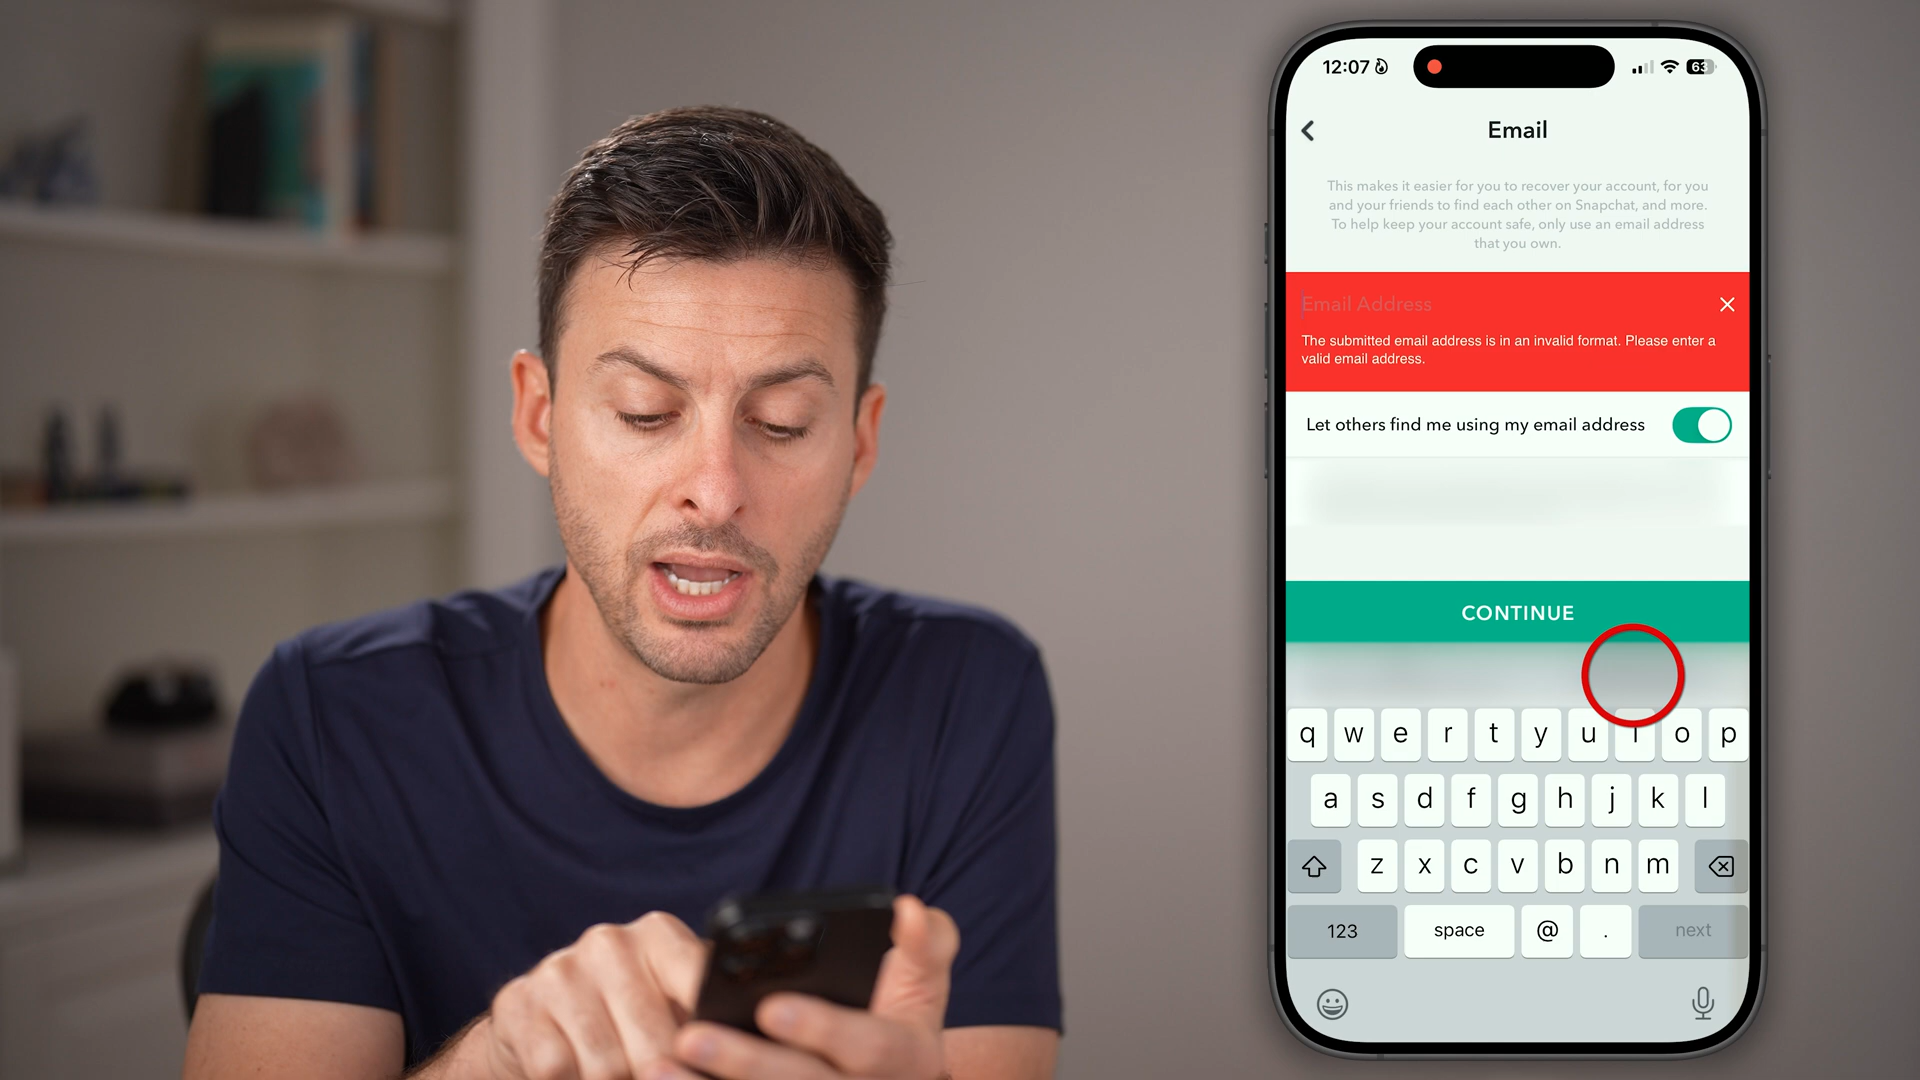 12:07
63
Email
This makes it easier for you to recover your account, for you
and your friends to find each other on Snapchat, and more.
To help keep your account safe, only use an email address
that you own.
Email Address
The submitted email address is in an invalid format. Please enter a
valid email address.
Let others find me using my email address
CONTINUE
q w e r t y u i o p
a s d f g h j k l
z x c v b n m
123 space @ . next